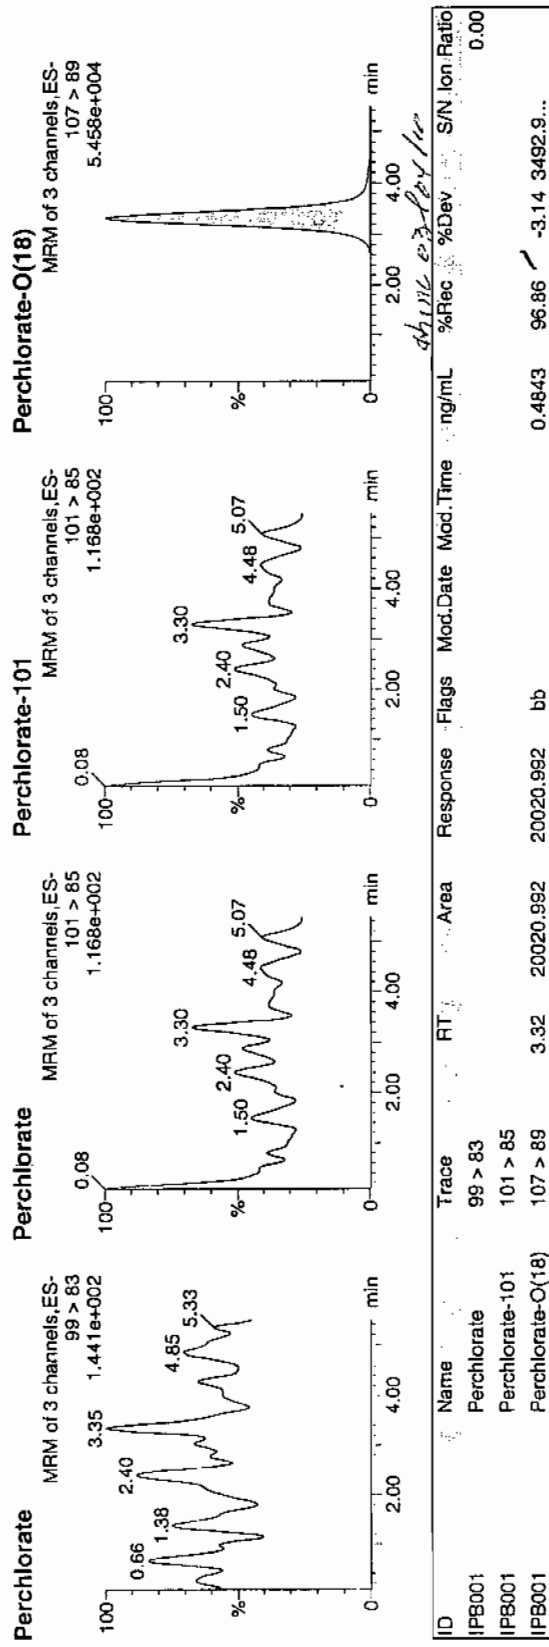 Perchlorate
MRM of 3 channels,ES-
99 > 83
1.441e+002
100
%
0
0.66
1.38
2.40
3.35
4.85
5.33
2.00
4.00
min
Perchlorate
MRM of 3 channels,ES-
101 > 85
1.168e+002
100
%
0
0.08
1.50
2.40
3.30
4.48
5.07
2.00
4.00
min
Perchlorate-101
MRM of 3 channels,ES-
101 > 85
1.168e+002
100
%
0
0.08
1.50
2.40
3.30
4.48
5.07
2.00
4.00
min
Perchlorate-O(18)
MRM of 3 channels,ES-
107 > 89
5.458e+004
100
%
0
2.00
4.00
min
ID Name Trace RT Area Response Flags Mod.Date Mod.Time ng/mL %Rec %Dev S/N Ion Ratio
IPB001 Perchlorate 99 > 83 0.00
IPB001 Perchlorate-101 101 > 85
IPB001 Perchlorate-O(18) 107 > 89 3.32 20020.992 20020.992 bb 0.4843 96.86 -3.14 3492.9...